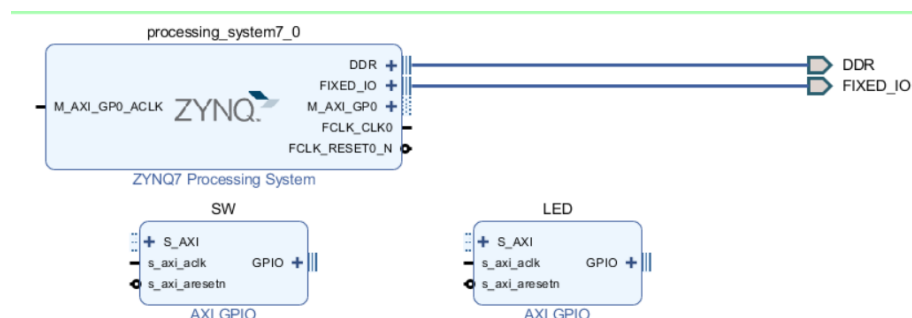 processing_system7_0
DDR
FIXED_IO
M_AXI_GP0_ACLK
ZYNQ
M_AXI_GP0
FCLK_CLK0
FCLK_RESET0_N
DDR
FIXED_IO
ZYNQ7 Processing System
SW
S_AXI
s_axi_aclk
GPIO
s_axi_aresetn
AXI GPIO
LED
S_AXI
s_axi_aclk
GPIO
s_axi_aresetn
AXI GPIO